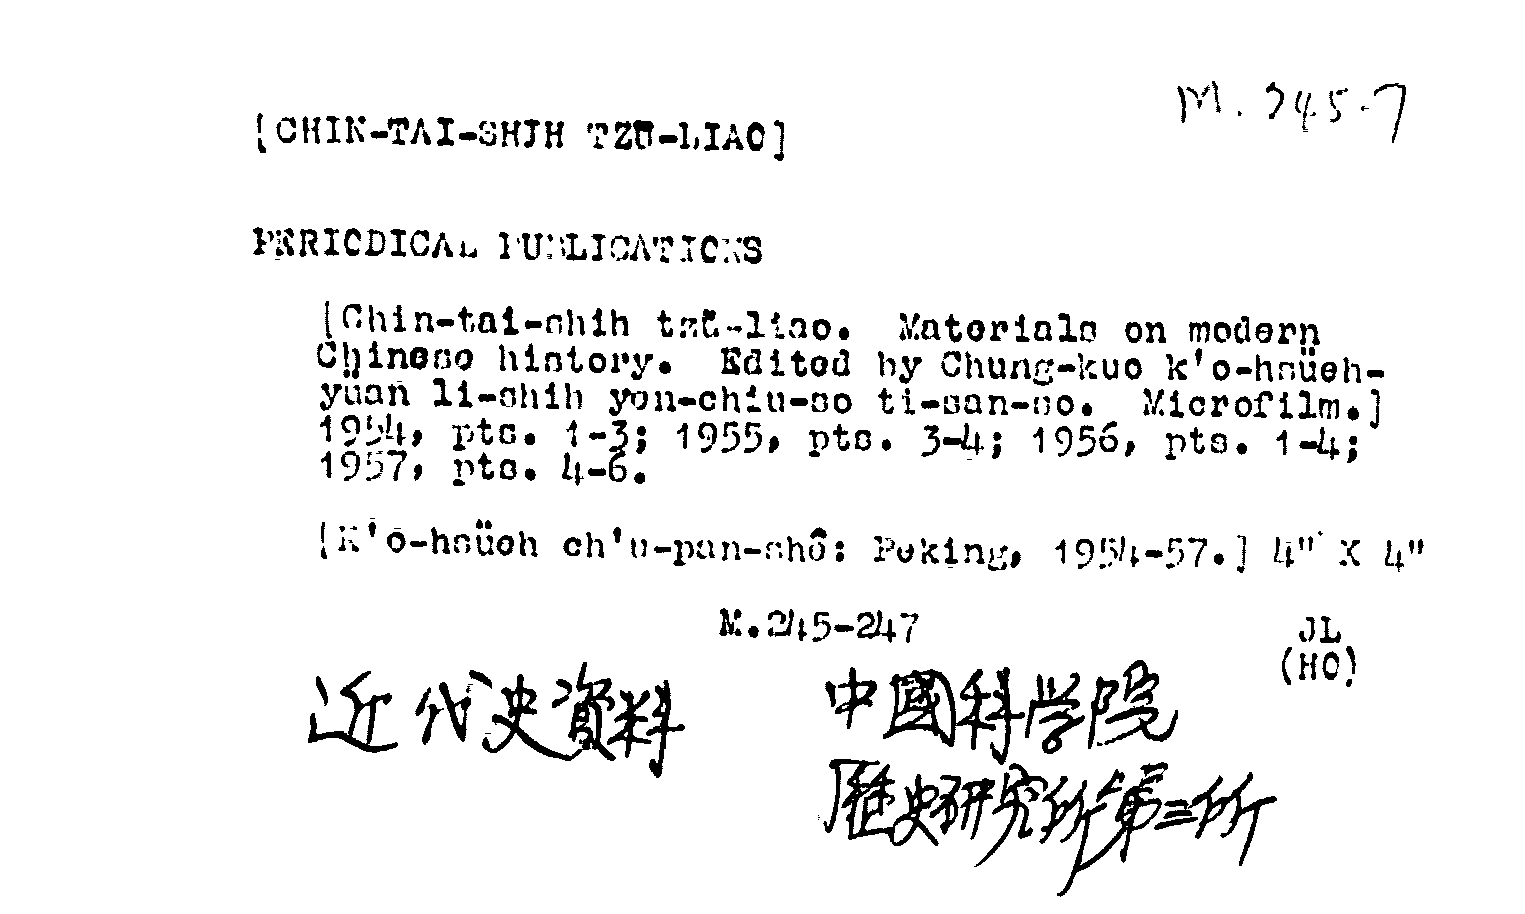 M. 245-7
[CHIN-TAI-SHIH TZŬ-LIAO]
PERIODICAL PUBLICATIONS
[Chin-tai-shih tzŭ-liao. Materials on modern
Chinese history. Edited by Chung-kuo k'o-hsüeh-
yüan li-shih yen-chiu-so ti-san-so. Microfilm.]
1954, pts. 1-3; 1955, pts. 3-4; 1956, pts. 1-4;
1957, pts. 4-6.
[K'o-hsüeh ch'u-pan-shê: Peking, 1954-57.] 4" X 4"
M.245-247
JL
(HO)
近代史資料 中國科学院
歷史研究所第三所